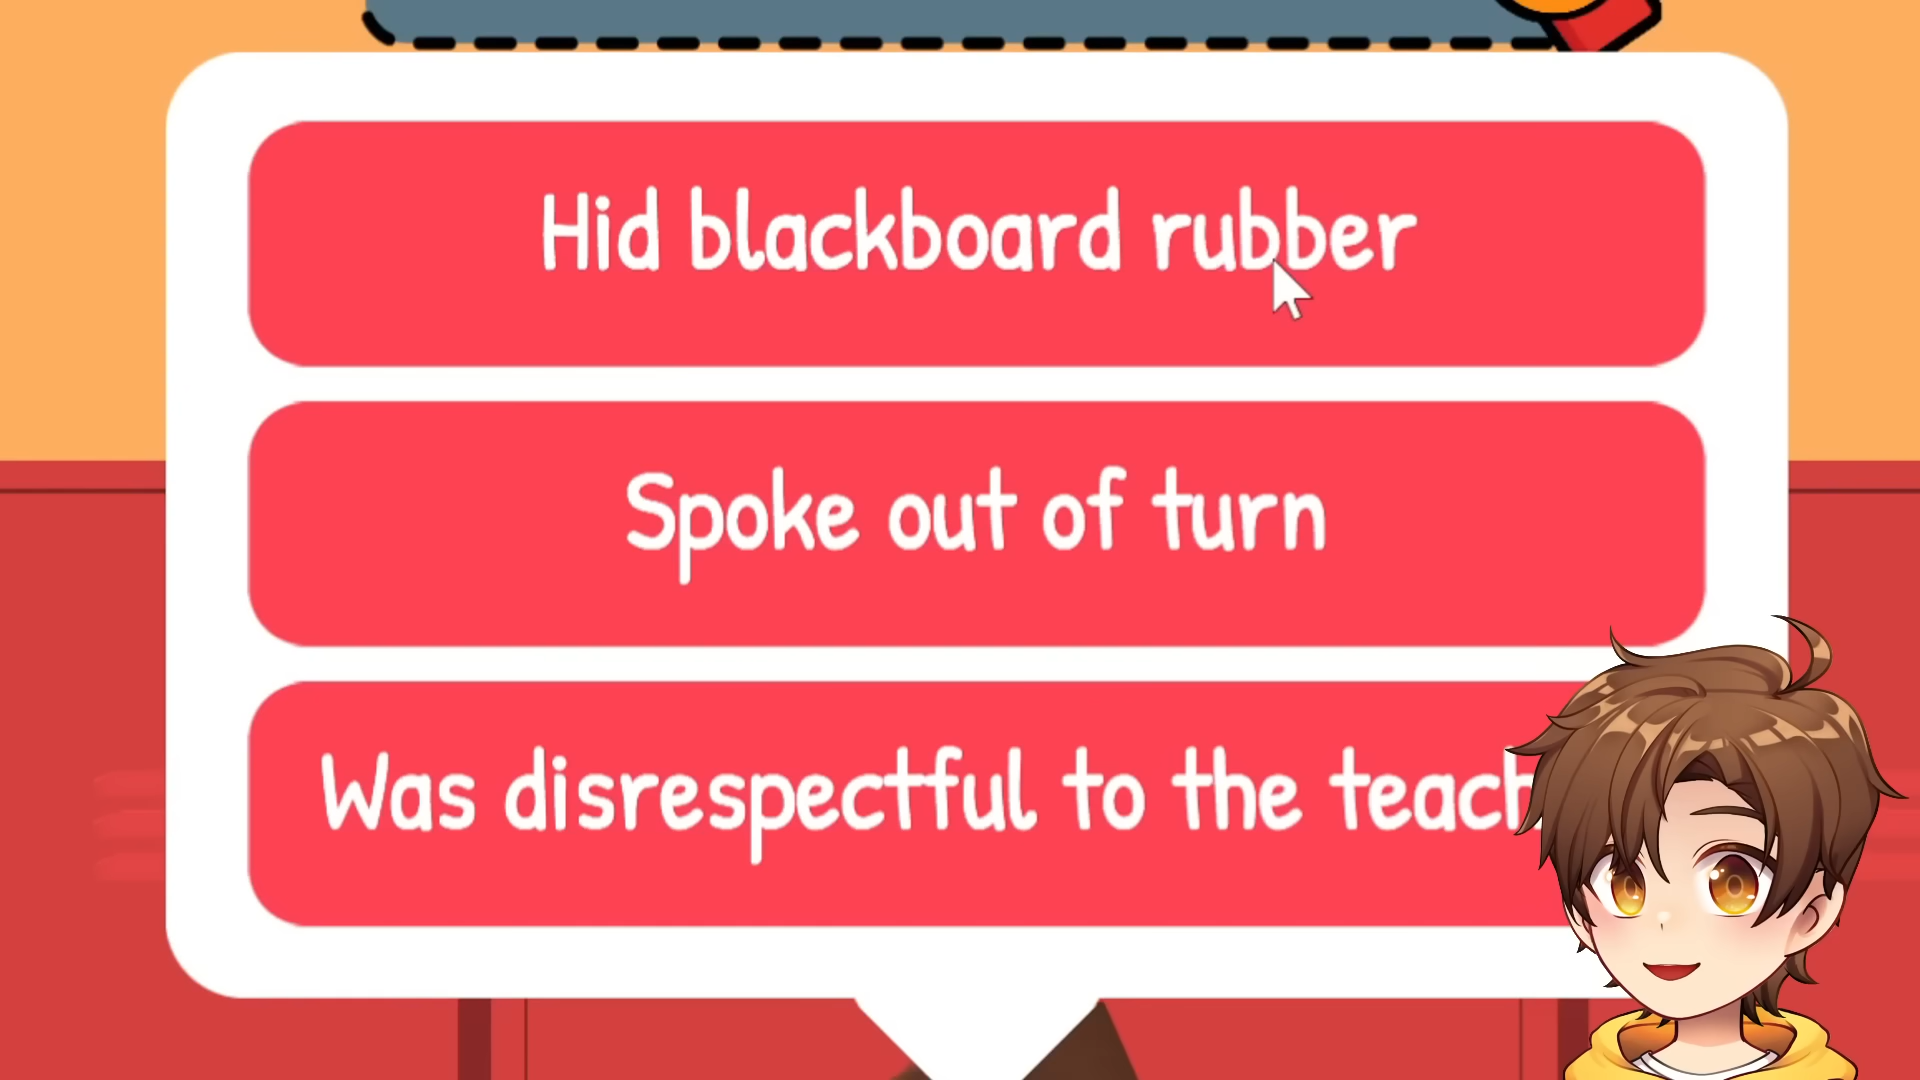 Hid blackboard rubber
Spoke out of turn
Was disrespectful to the